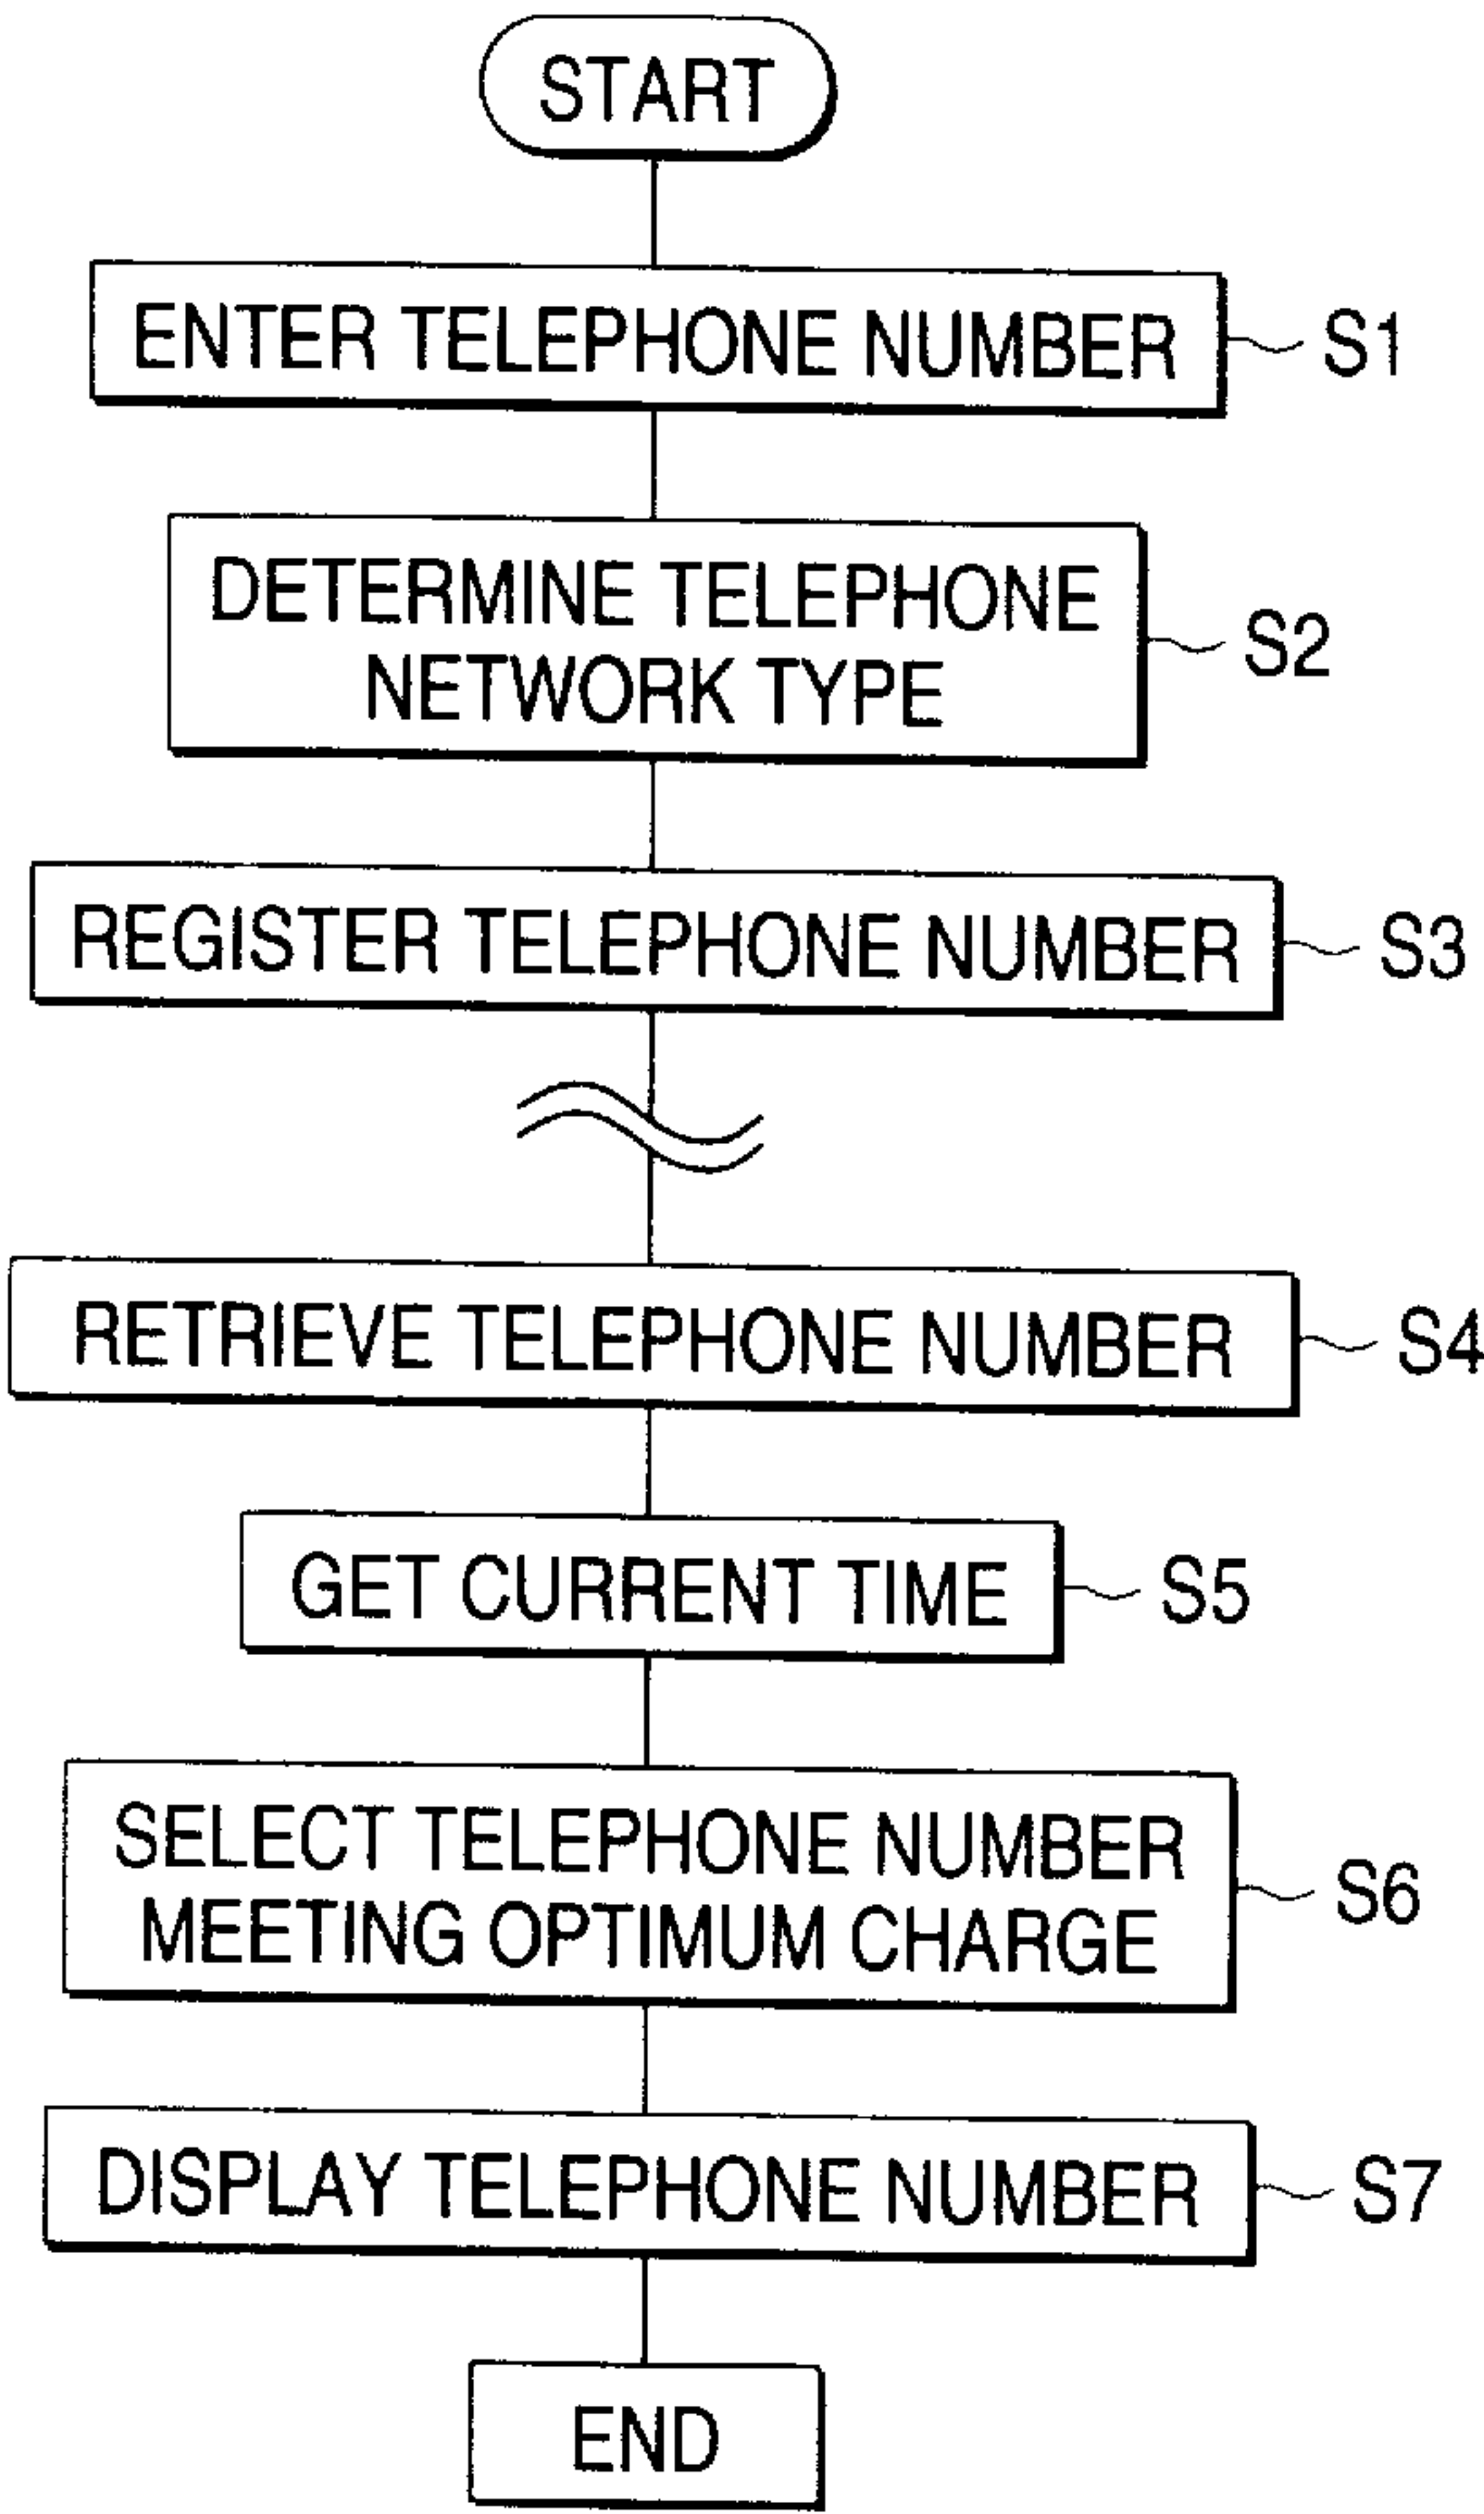 START
ENTER TELEPHONE NUMBER
S1
DETERMINE TELEPHONE
NETWORK TYPE
S2
REGISTER TELEPHONE NUMBER
S3
RETRIEVE TELEPHONE NUMBER
S4
GET CURRENT TIME
S5
SELECT TELEPHONE NUMBER
MEETING OPTIMUM CHARGE
S6
DISPLAY TELEPHONE NUMBER
S7
END